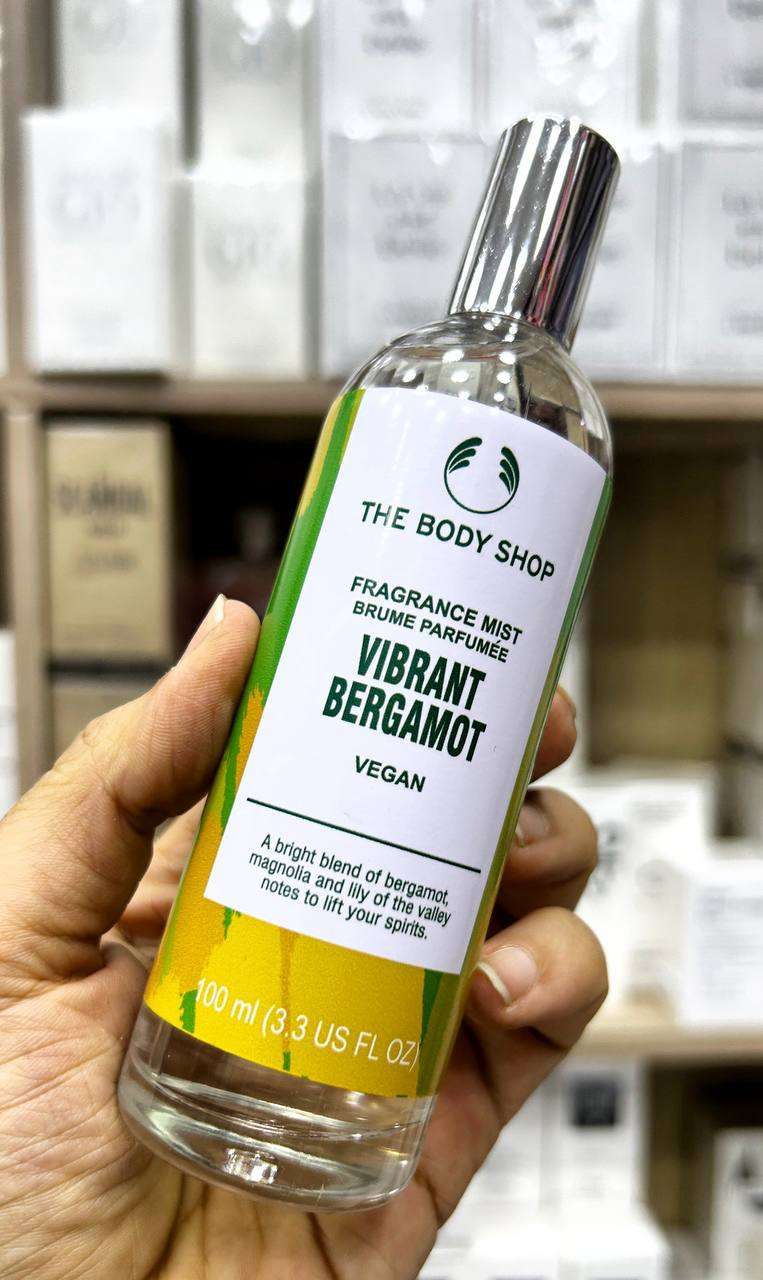 THE BODY SHOP
FRAGRANCE MIST
BRUME PARFUMÉE
VIBRANT
BERGAMOT
VEGAN
A bright blend of bergamot,
magnolia and lily of the valley
notes to lift your spirits.
100 ml (3.3 US FL OZ)